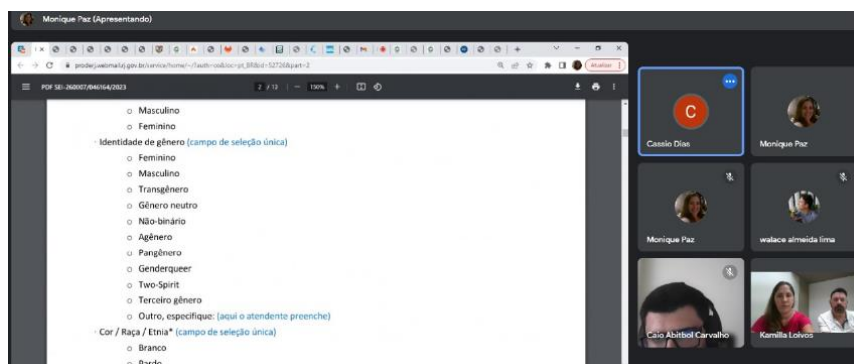 Monique Paz (Apresentando)
Atualizar
PDF SEI-260007/046164/2023
2 / 12
150%
Masculino
Feminino
Identidade de gênero (campo de seleção única)
Feminino
Masculino
Transgênero
Gênero neutro
Não-binário
Agênero
Pangênero
Genderqueer
Two-Spirit
Terceiro gênero
Outro, especifique: (aqui o atendente preenche)
Cor / Raça / Etnia* (campo de seleção única)
Branco
Pardo
C
Cassio Dias
Monique Paz
Monique Paz
walace almeida lima
Caio Abitbol Carvalho
Kamilla Loivos